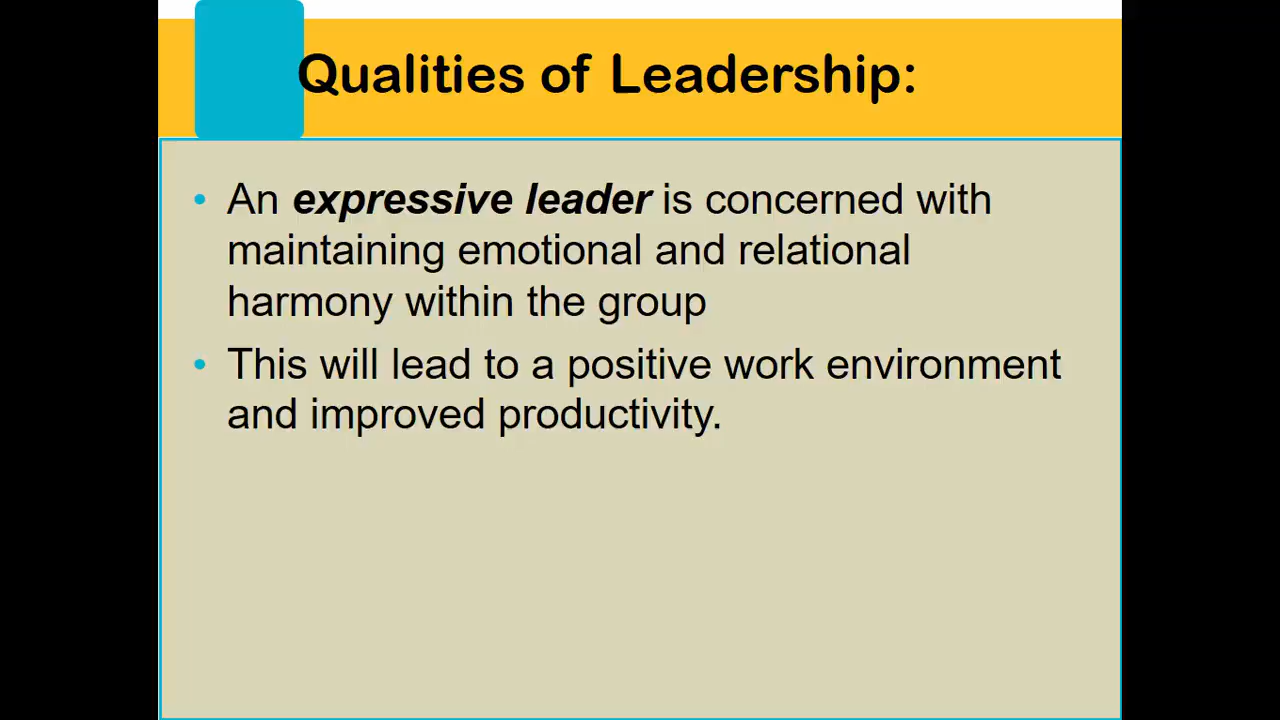 Qualities of Leadership:
• An expressive leader is concerned with
maintaining emotional and relational
harmony within the group
• This will lead to a positive work environment
and improved productivity.